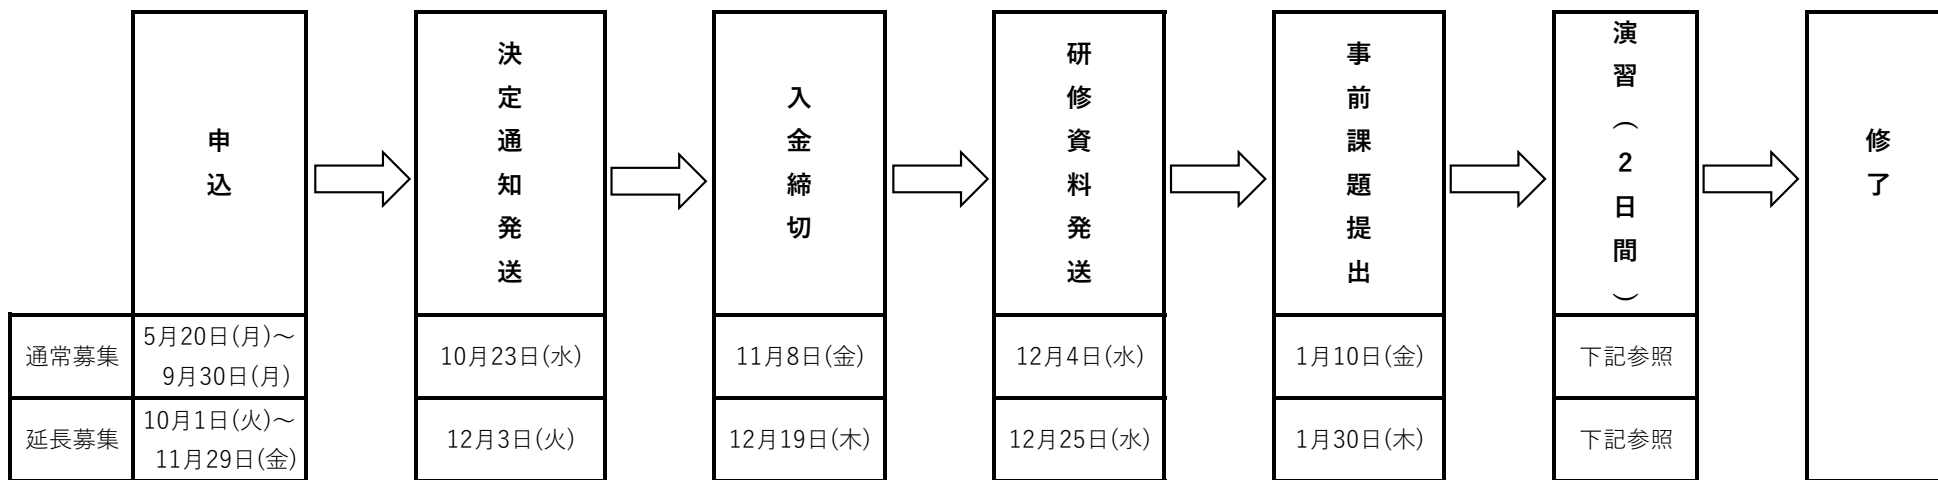 申込
決定通知発送
入金締切
研修資料発送
事前課題提出
演習（2日間）
修了
通常募集
5月20日(月)～
9月30日(月)
10月23日(水)
11月8日(金)
12月4日(水)
1月10日(金)
下記参照
延長募集
10月1日(火)～
11月29日(金)
12月3日(火)
12月19日(木)
12月25日(水)
1月30日(木)
下記参照